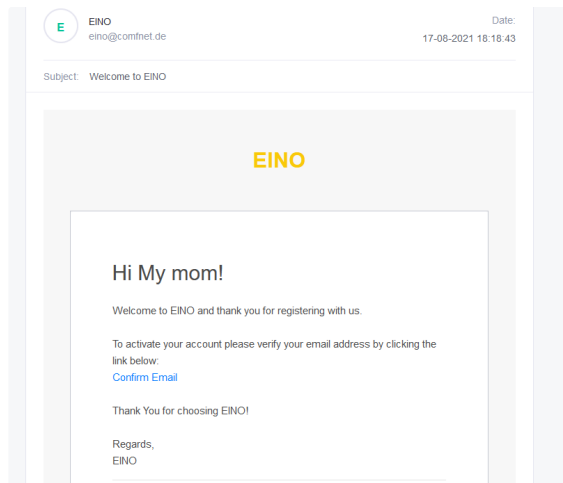 E
EINO
eino@comfnet.de
Date:
17-08-2021 18:18:43
Subject: Welcome to EINO
EINO
Hi My mom!
Welcome to EINO and thank you for registering with us.
To activate your account please verify your email address by clicking the
link below:
Confirm Email
Thank You for choosing EINO!
Regards,
EINO